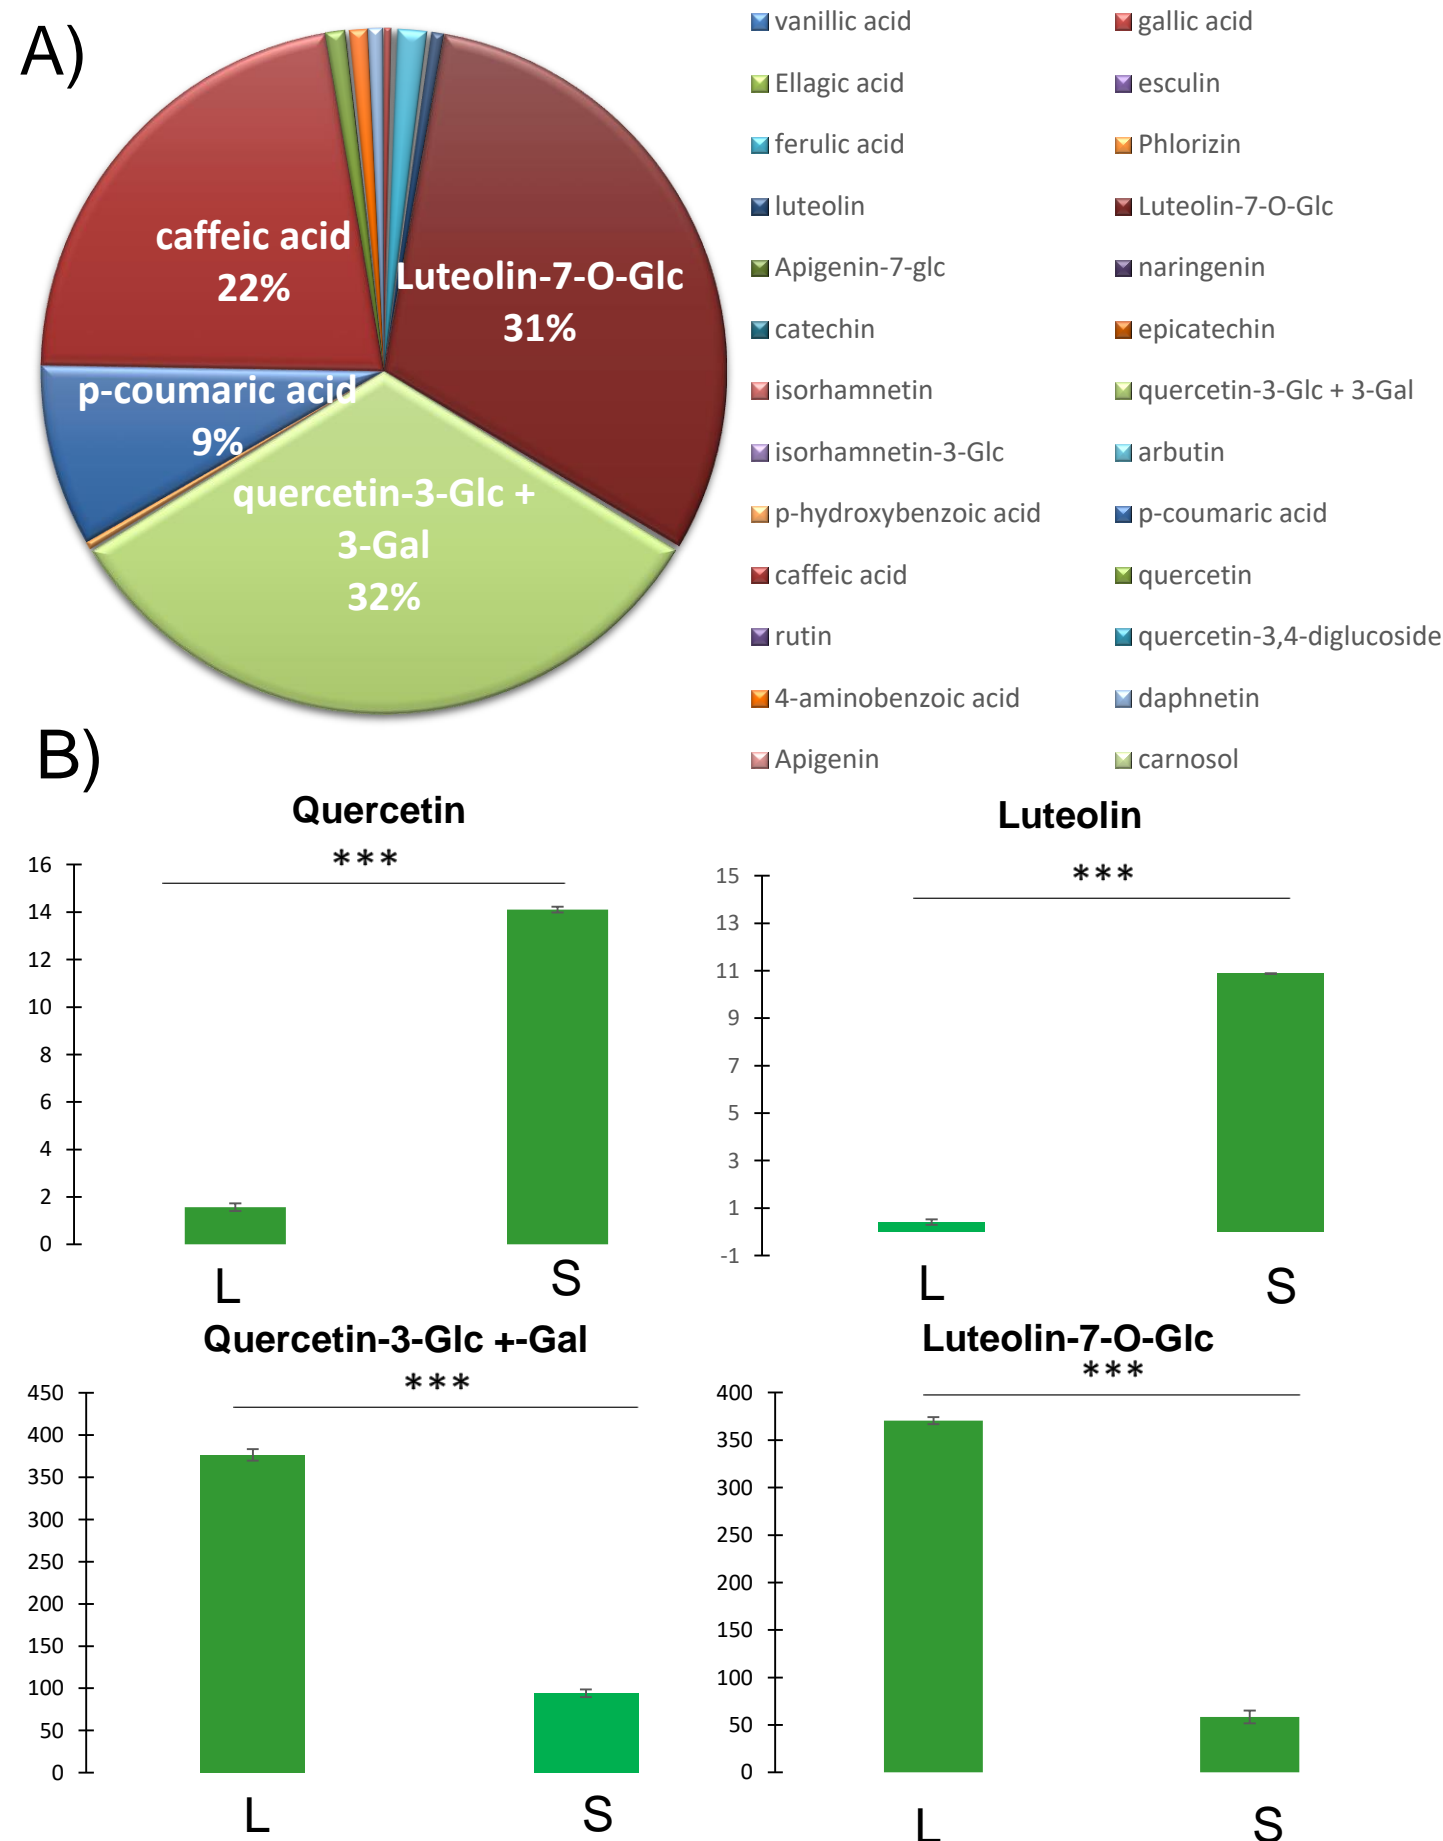 A)
caffeic acid
22%
Luteolin-7-O-Glc
31%
p-coumaric acid
9%
quercetin-3-Glc +
3-Gal
32%
vanillic acid
gallic acid
Ellagic acid
esculin
ferulic acid
Phlorizin
luteolin
Luteolin-7-O-Glc
Apigenin-7-glc
naringenin
catechin
epicatechin
isorhamnetin
quercetin-3-Glc + 3-Gal
isorhamnetin-3-Glc
arbutin
p-hydroxybenzoic acid
p-coumaric acid
caffeic acid
quercetin
rutin
quercetin-3,4-diglucoside
4-aminobenzoic acid
daphnetin
Apigenin
carnosol
B)
Quercetin
***
16
14
12
10
8
6
4
2
0
L
S
Luteolin
***
15
13
11
9
7
5
3
1
-1
L
S
Quercetin-3-Glc +-Gal
***
450
400
350
300
250
200
150
100
50
0
L
S
Luteolin-7-O-Glc
***
400
350
300
250
200
150
100
50
0
L
S